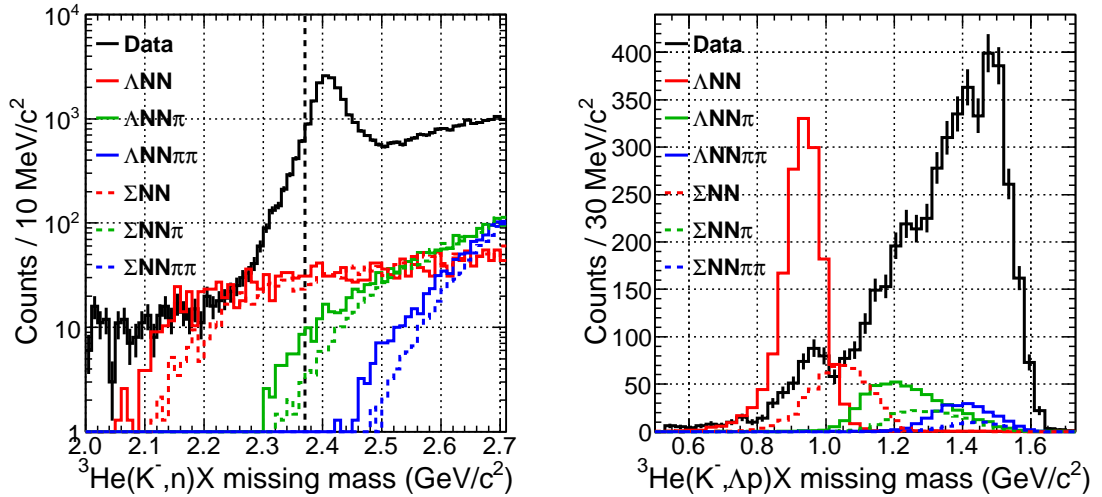 10⁴
10³
10²
10
1
Counts / 10 MeV/c²
Data
ΛNN
ΛNNπ
ΛNNππ
ΣNN
ΣNNπ
ΣNNππ
2.0 2.1 2.2 2.3 2.4 2.5 2.6 2.7
³He(K⁻,n)X missing mass (GeV/c²)
400
350
300
250
200
150
100
50
0
Counts / 30 MeV/c²
Data
ΛNN
ΛNNπ
ΛNNππ
ΣNN
ΣNNπ
ΣNNππ
0.6 0.8 1.0 1.2 1.4 1.6
³He(K⁻,Λp)X missing mass (GeV/c²)